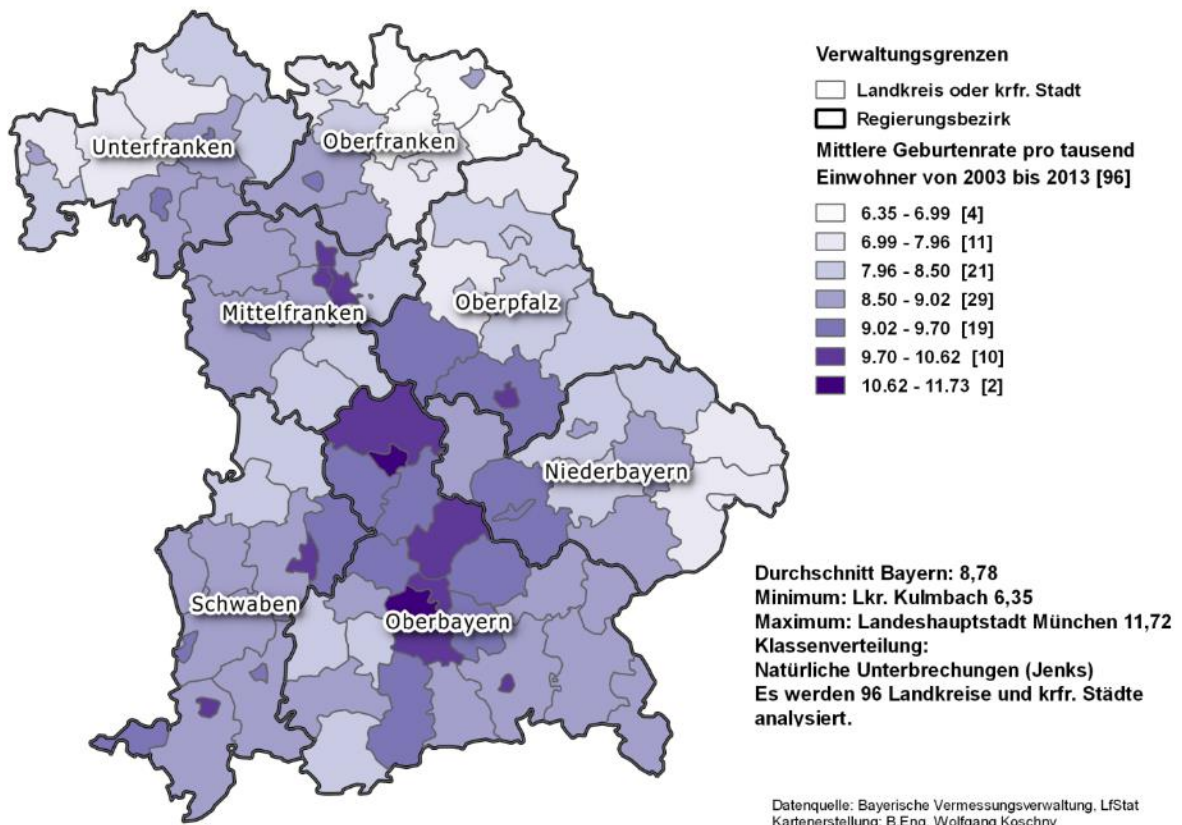 Verwaltungsgrenzen
Landkreis oder krfr. Stadt
Regierungsbezirk
Mittlere Geburtenrate pro tausend
Einwohner von 2003 bis 2013 [96]
6.35 - 6.99 [4]
6.99 - 7.96 [11]
7.96 - 8.50 [21]
8.50 - 9.02 [29]
9.02 - 9.70 [19]
9.70 - 10.62 [10]
10.62 - 11.73 [2]
Unterfranken
Oberfranken
Mittelfranken
Oberpfalz
Niederbayern
Schwaben
Oberbayern
Durchschnitt Bayern: 8,78
Minimum: Lkr. Kulmbach 6,35
Maximum: Landeshauptstadt München 11,72
Klassenverteilung:
Natürliche Unterbrechungen (Jenks)
Es werden 96 Landkreise und krfr. Städte
analysiert.
Datenquelle: Bayerische Vermessungsverwaltung, LfStat
Kartenerstellung: B.Eng. Wolfgang Koschny